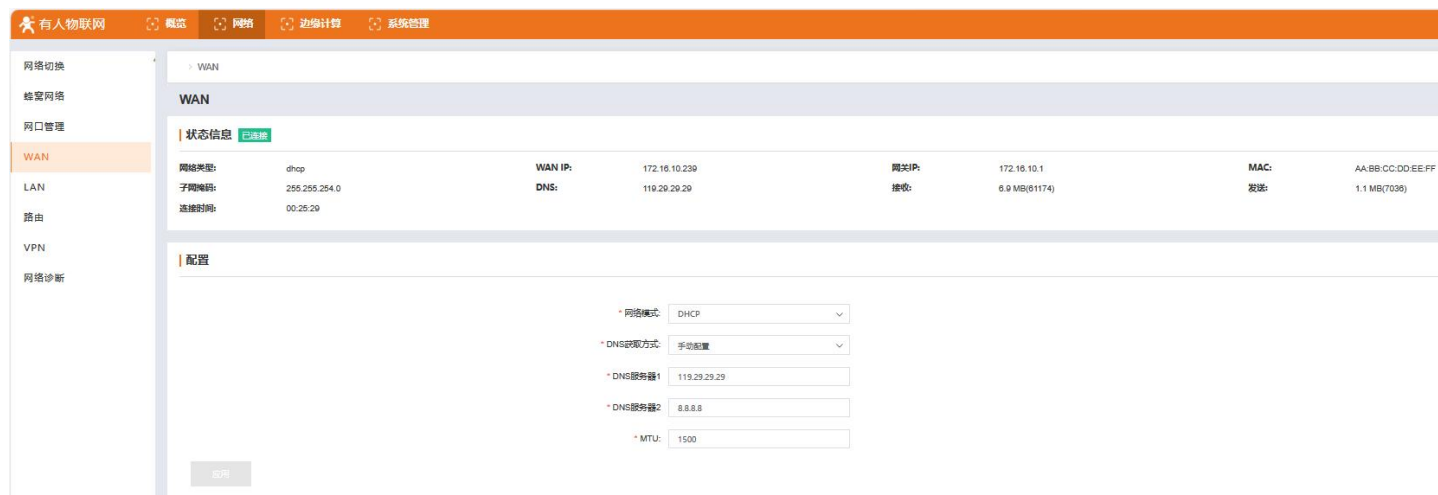 有人物联网 概览 网络 边缘计算 系统管理
网络切换
蜂窝网络
网口管理
WAN
LAN
路由
VPN
网络诊断
> WAN
WAN
状态信息 已连接
网络类型: dhcp WAN IP: 172.16.10.239 网关IP: 172.16.10.1 MAC: AA:BB:CC:DD:EE:FF
子网掩码: 255.255.254.0 DNS: 119.29.29.29 接收: 6.9 MB(61174) 发送: 1.1 MB(7036)
连接时间: 00:25:29
配置
* 网络模式: DHCP
* DNS获取方式: 手动配置
* DNS服务器1 119.29.29.29
* DNS服务器2 8.8.8.8
* MTU: 1500
应用